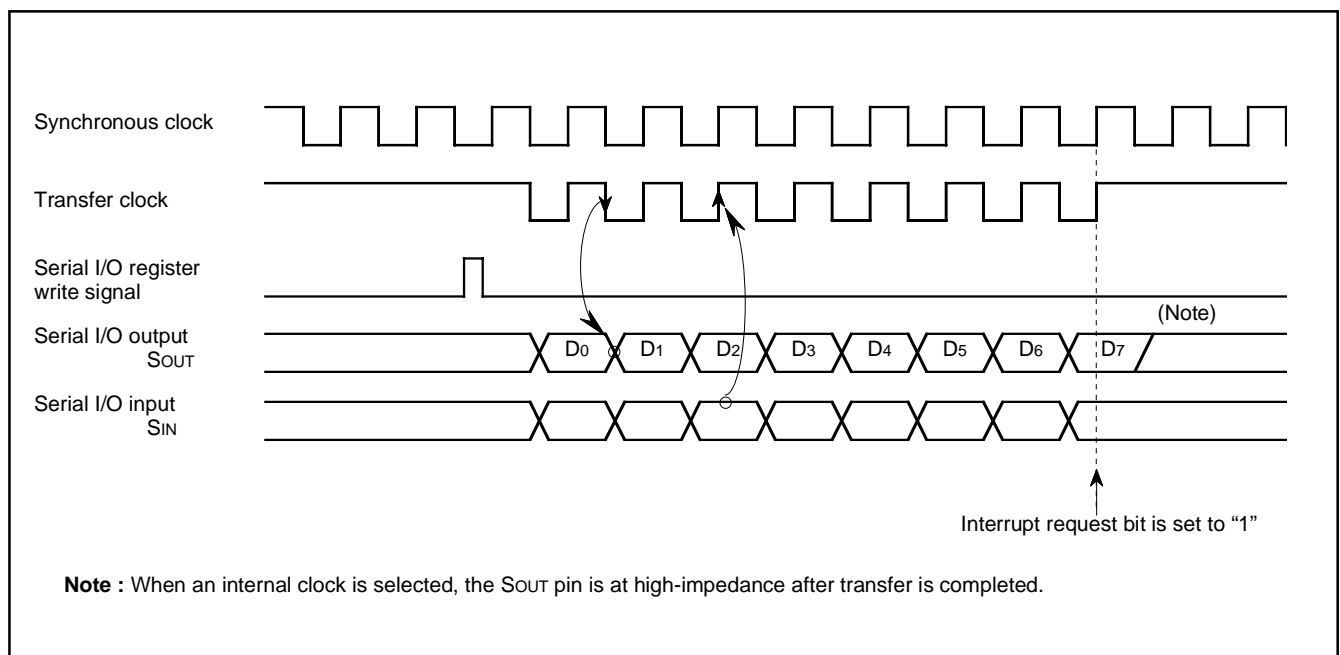 Synchronous clock
Transfer clock
Serial I/O register
write signal
(Note)
Serial I/O output
SOUT
D0 D1 D2 D3 D4 D5 D6 D7
Serial I/O input
SIN
Interrupt request bit is set to “1”
Note : When an internal clock is selected, the SOUT pin is at high-impedance after transfer is completed.